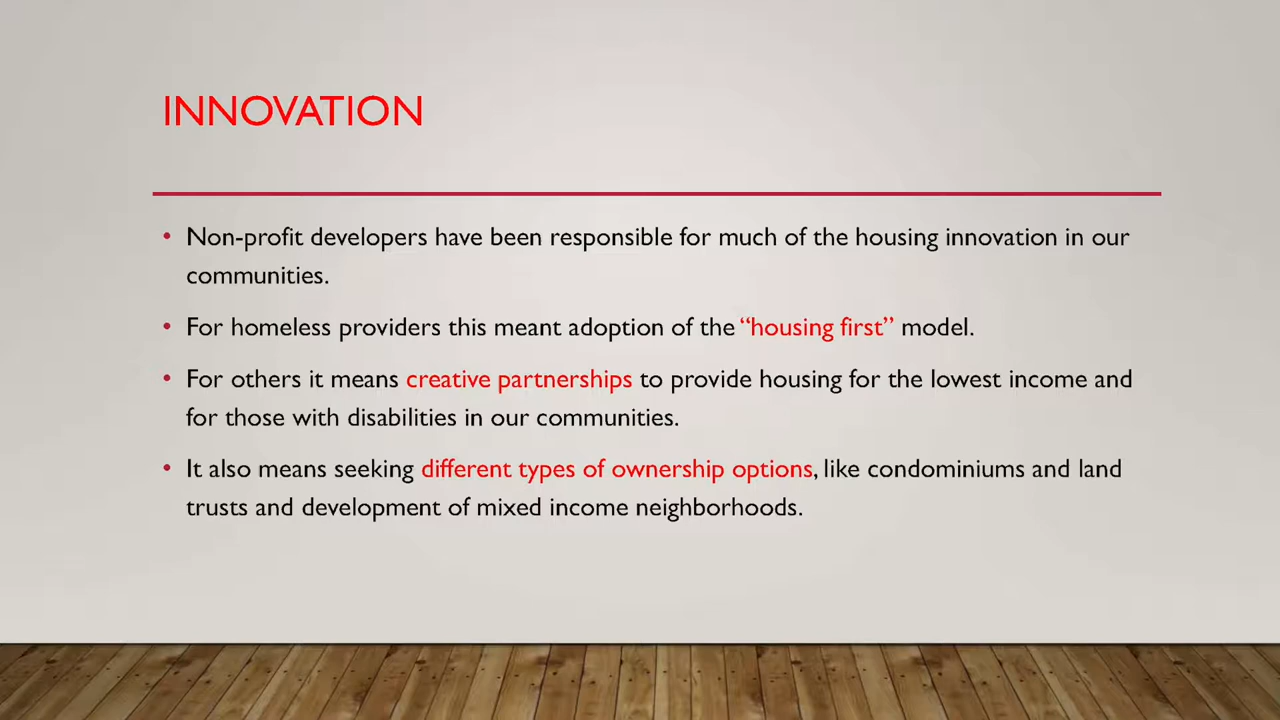 INNOVATION
• Non-profit developers have been responsible for much of the housing innovation in our
communities.
• For homeless providers this meant adoption of the “housing first” model.
• For others it means creative partnerships to provide housing for the lowest income and
for those with disabilities in our communities.
• It also means seeking different types of ownership options, like condominiums and land
trusts and development of mixed income neighborhoods.